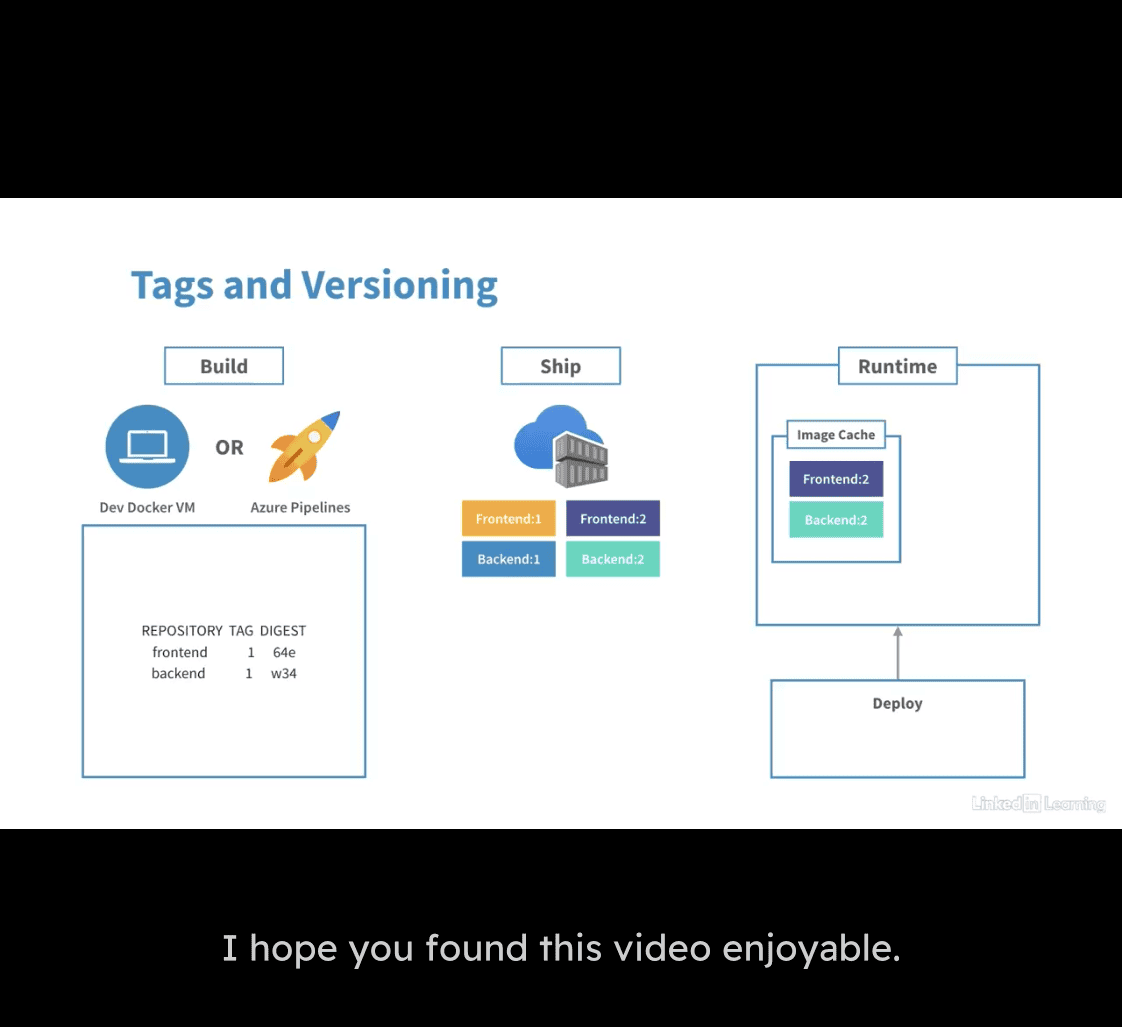 Tags and Versioning
Build
OR
Dev Docker VM
Azure Pipelines
REPOSITORY TAG DIGEST
frontend 1 64e
backend 1 w34
Ship
Frontend:1
Frontend:2
Backend:1
Backend:2
Runtime
Image Cache
Frontend:2
Backend:2
Deploy
Linked in Learning
I hope you found this video enjoyable.